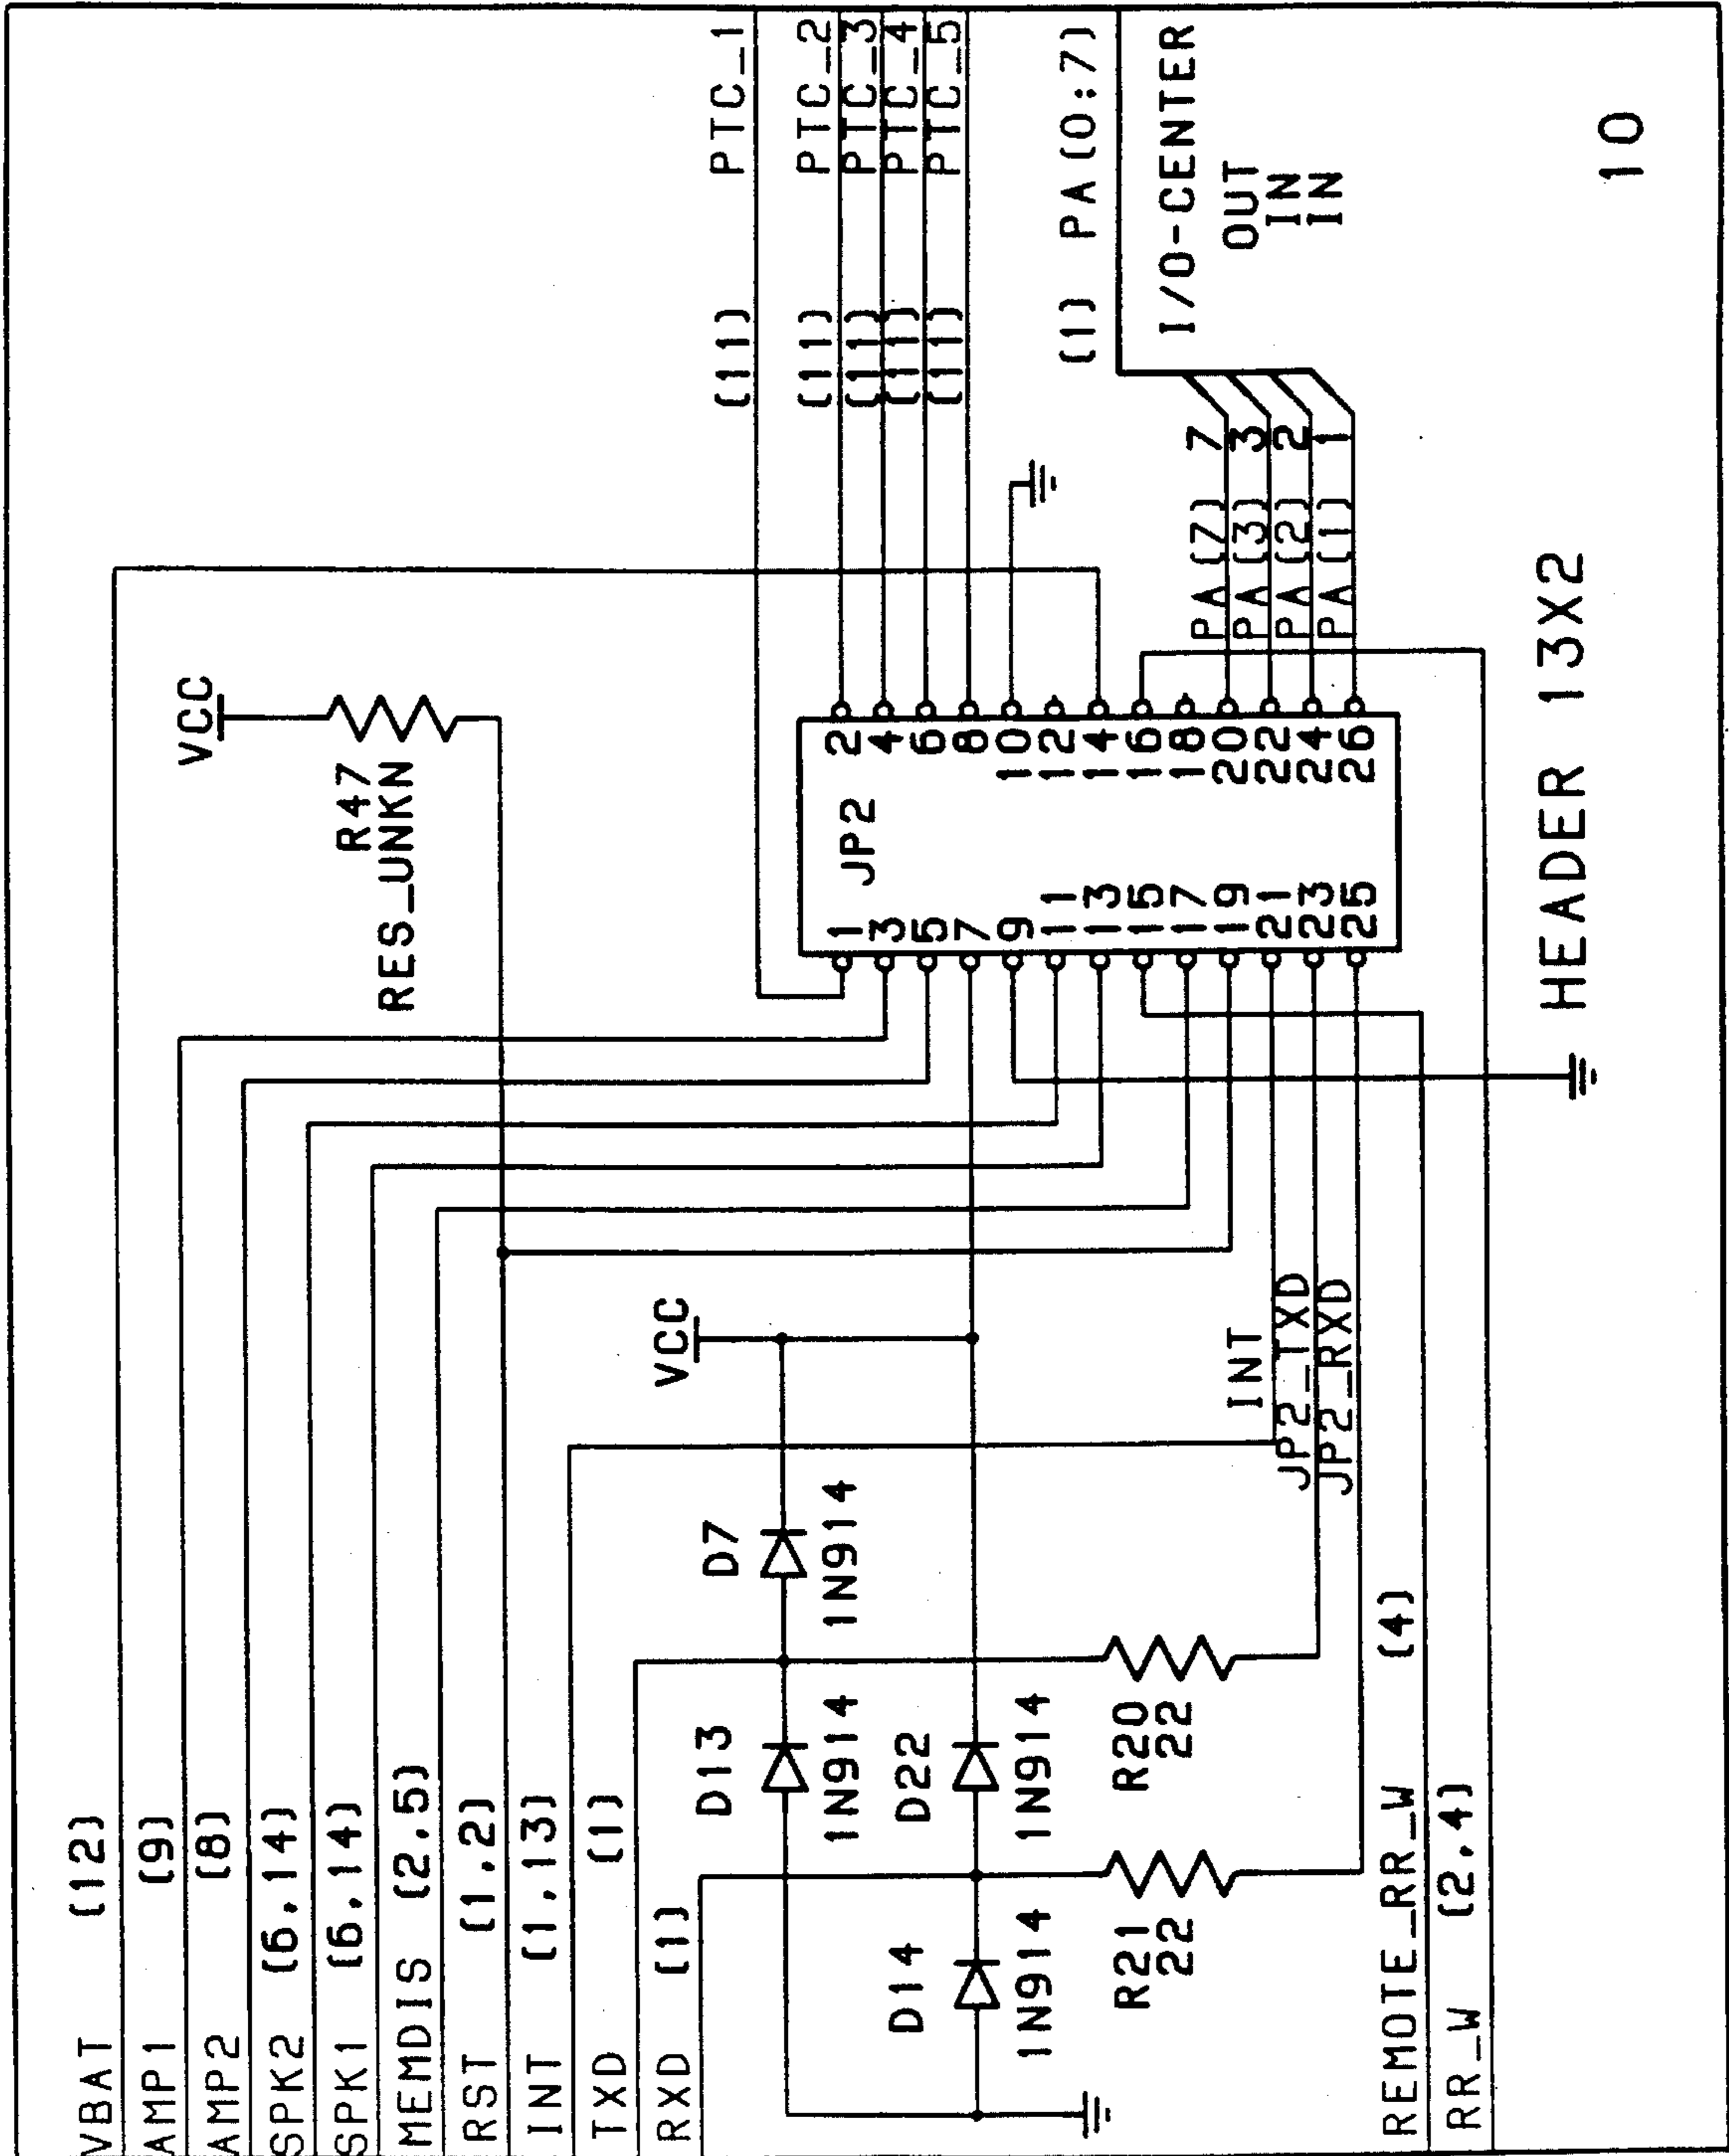 VBAT (12)
AMP1 (9)
AMP2 (8)
SPK2 (6,14)
SPK1 (6,14)
MEMDIS (2,5)
RST (1,2)
INT (1,13)
TXD (1)
RXD (1)
REMOTE_RR_W (4)
RR_W (2,4)
D14
1N914
R21
22
D13
1N914
D22
1N914
R20
22
D7
1N914
VCC
INT
JP2_TXD
JP2_RXD
VCC
R47
RES_UNKN
JP2
1 2
3 4
5 6
7 8
9 10
11 12
13 14
15 16
17 18
19 20
21 22
23 24
25 26
HEADER 13X2
(11) PTC_1
(11) PTC_2
(11) PTC_3
(11) PTC_4
(11) PTC_5
(1) PA(0:7)
PA(7) 7
PA(3) 3
PA(2) 2
PA(1) 1
I/O-CENTER
OUT
IN
IN
10